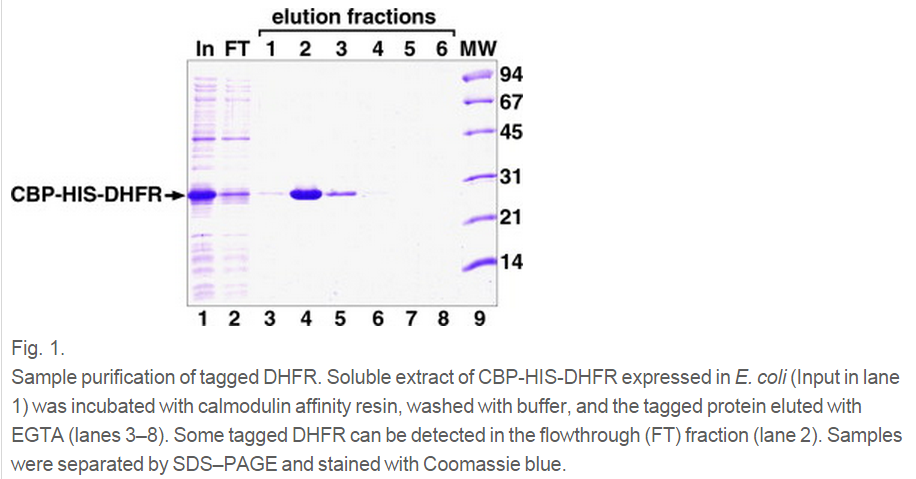 elution fractions
In FT 1 2 3 4 5 6 MW
94
67
45
31
CBP-HIS-DHFR
21
14
1 2 3 4 5 6 7 8 9
Fig. 1.
Sample purification of tagged DHFR. Soluble extract of CBP-HIS-DHFR expressed in E. coli (Input in lane
1) was incubated with calmodulin affinity resin, washed with buffer, and the tagged protein eluted with
EGTA (lanes 3–8). Some tagged DHFR can be detected in the flowthrough (FT) fraction (lane 2). Samples
were separated by SDS–PAGE and stained with Coomassie blue.